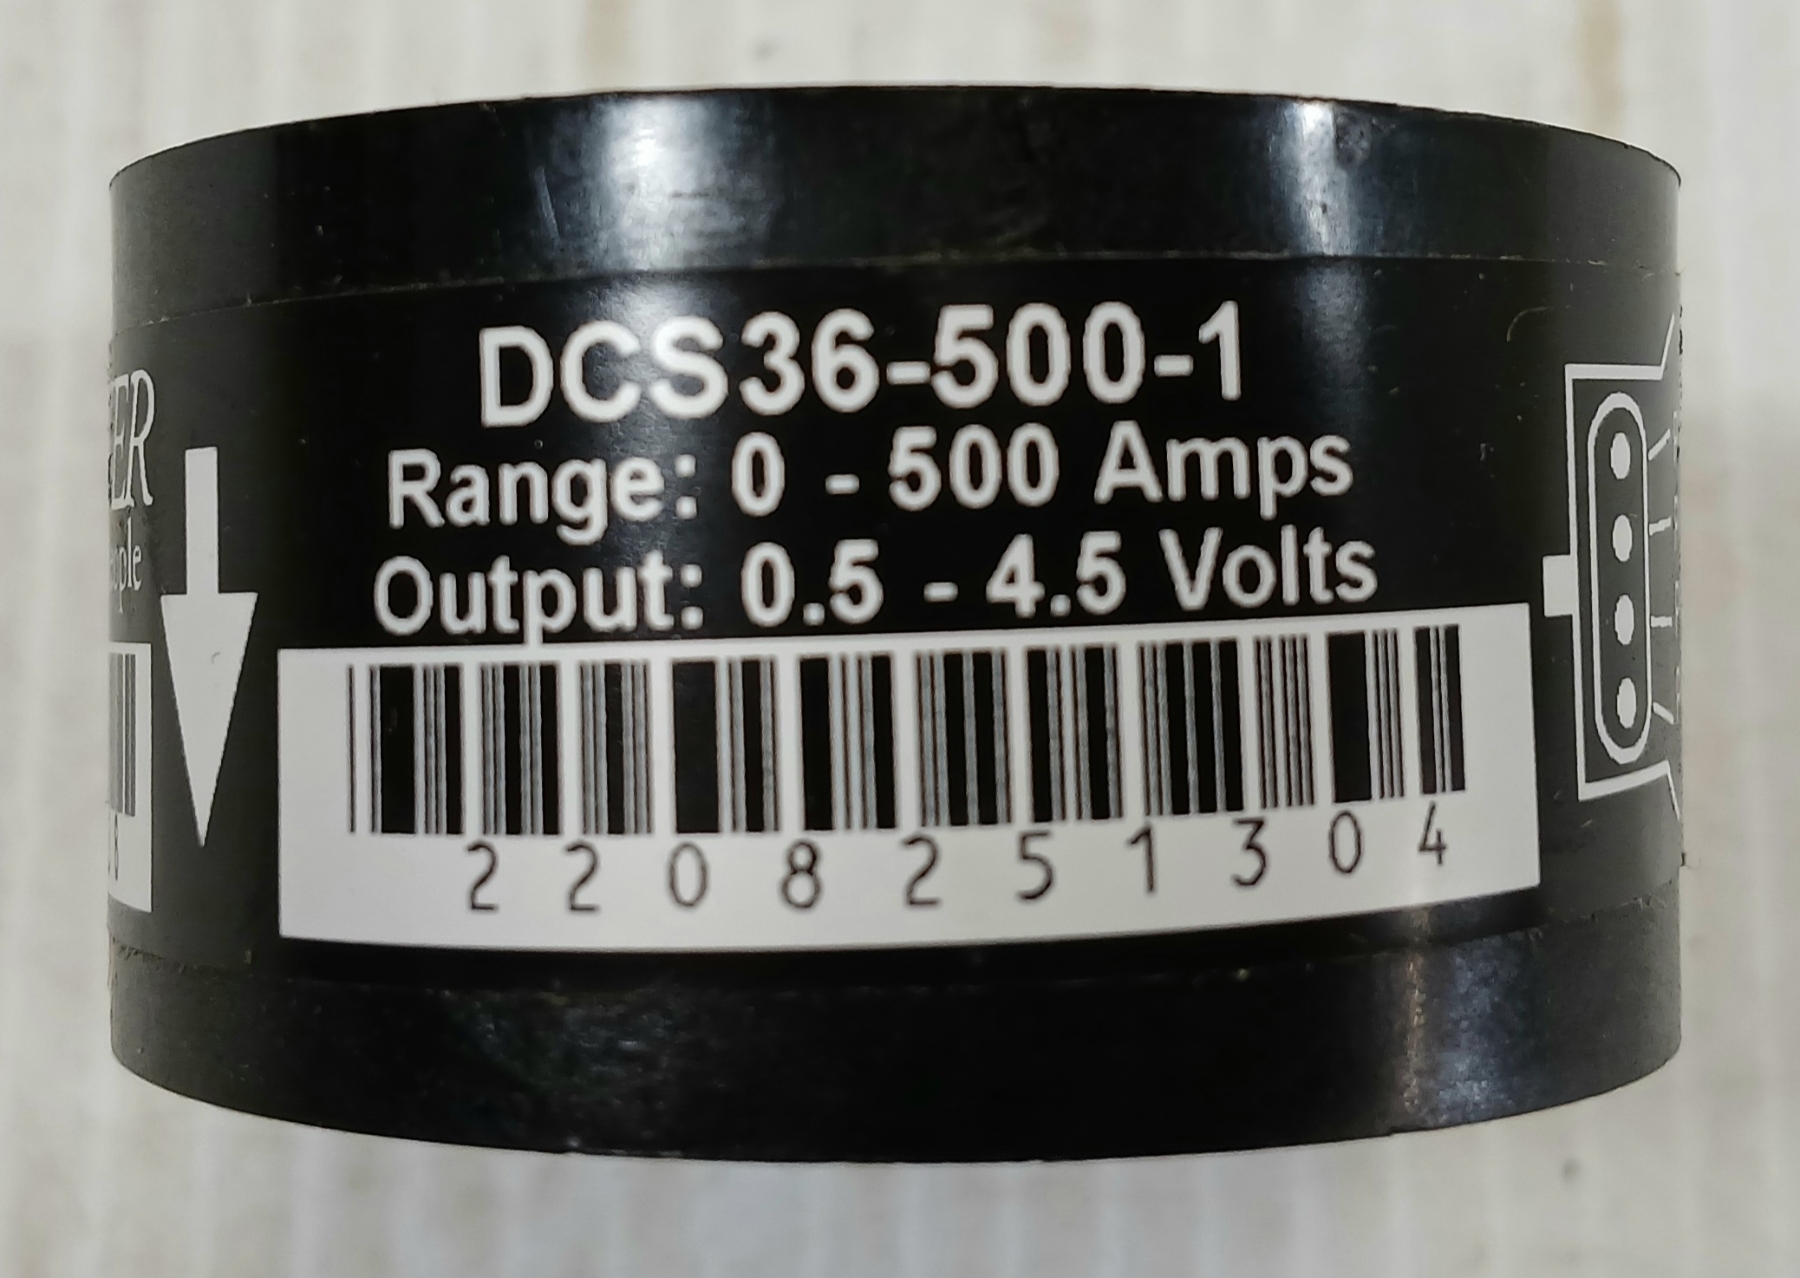 DCS36-500-1
Range: 0 - 500 Amps
Output: 0.5 - 4.5 Volts
2208251304